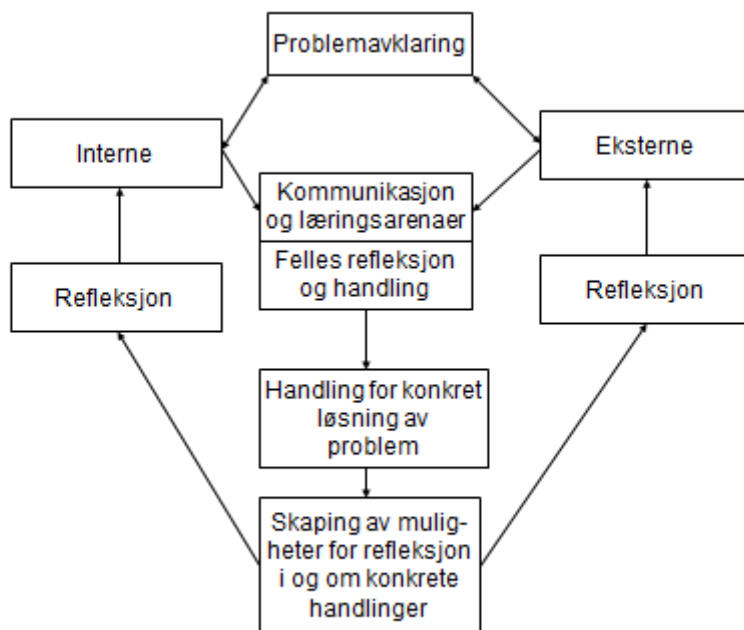 Problemavklaring
Interne
Eksterne
Kommunikasjon
og læringsarenaer
Felles refleksjon
og handling
Refleksjon
Refleksjon
Handling for konkret
løsning av
problem
Skaping av mulig-
heter for refleksjon
i og om konkrete
handlinger